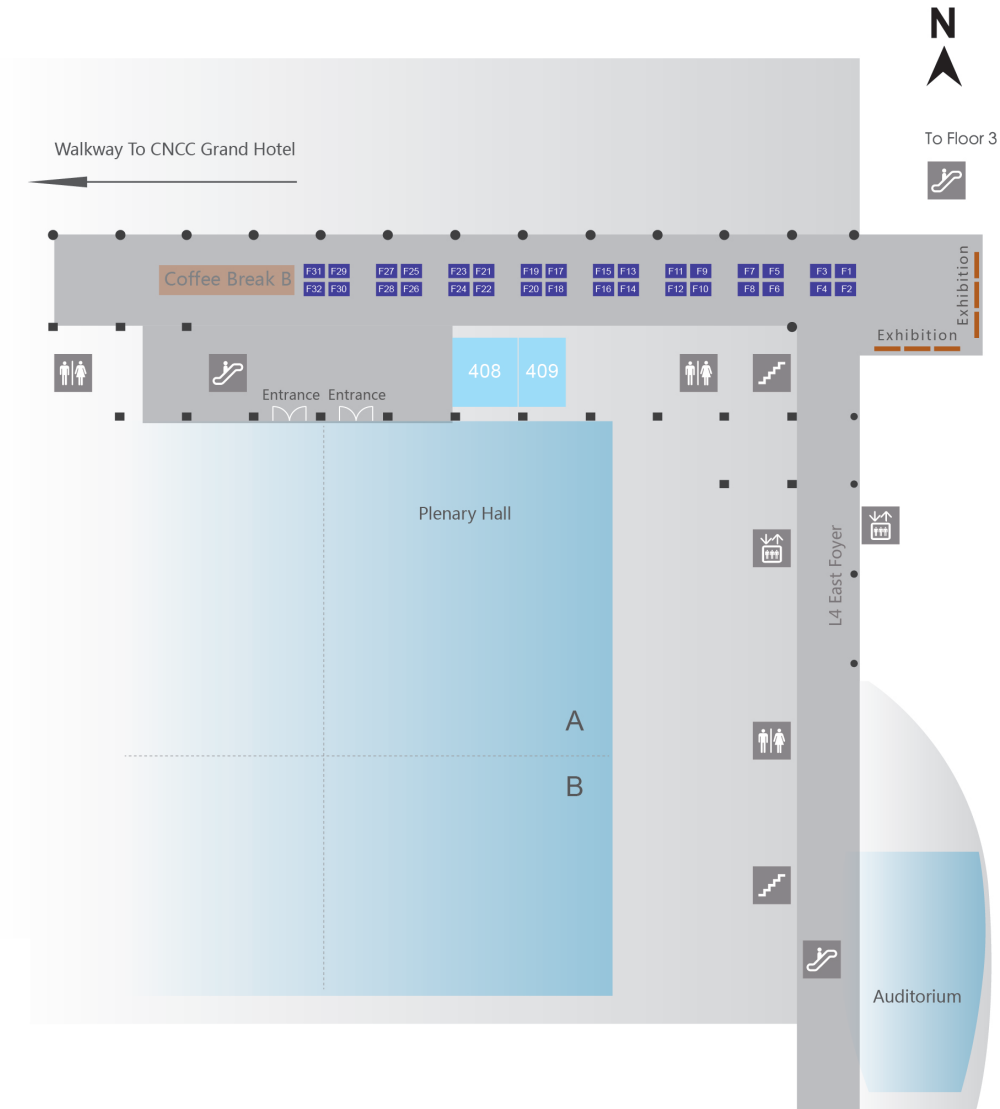 N
To Floor 3
Walkway To CNCC Grand Hotel
Coffee Break B
F31 F29 F27 F25 F23 F21 F19 F17 F15 F13 F11 F9 F7 F5 F3 F1
F32 F30 F28 F26 F24 F22 F20 F18 F16 F14 F12 F10 F8 F6 F4 F2
Exhibition
Exhibition
408 409
Entrance Entrance
Plenary Hall
L4 East Foyer
A
B
Auditorium